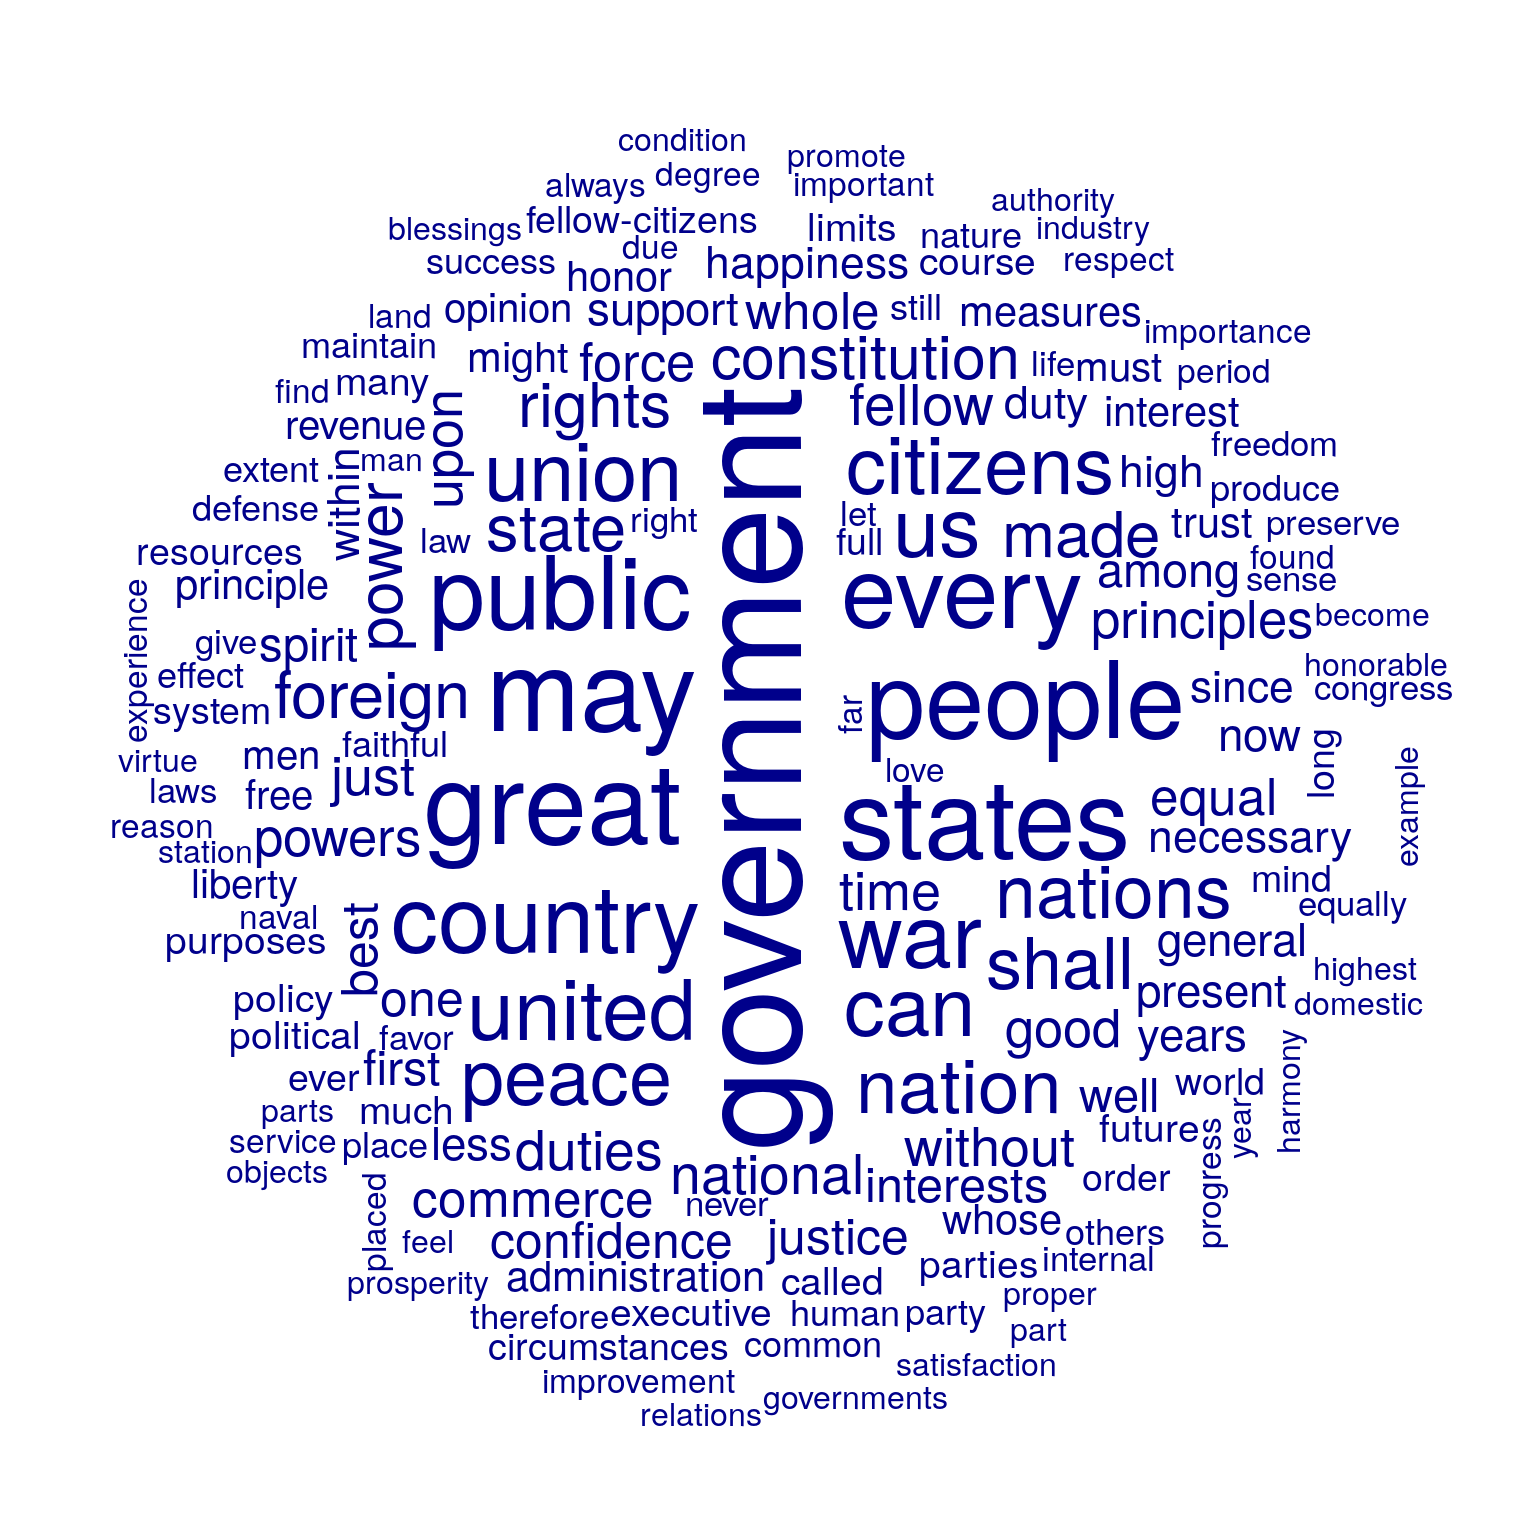 condition
promote
always
degree
important
authority
blessings
fellow-citizens
limits
nature
industry
due
success
honor
happiness
course
respect
land
opinion
support
whole
still
measures
importance
maintain
might
force
constitution
life
must
period
find
many
rights
fellow
duty
interest
revenue
upon
man
union
citizens
high
freedom
extent
within
produce
defense
power
law
state
right
let
full
us
made
trust
preserve
resources
found
principle
public
every
among
sense
experience
principles
become
give
spirit
effect
foreign
may
far
people
since
honorable
congress
system
now
virtue
men
faithful
long
laws
free
just
great
government
love
states
equal
example
reason
station
powers
necessary
liberty
time
nations
mind
naval
equally
purposes
best
country
war
shall
general
highest
policy
one
united
can
present
domestic
political
favor
good
years
ever
first
peace
nation
well
world
harmony
parts
much
year
service
place
less
duties
without
future
objects
national
interests
order
progress
placed
commerce
never
whose
others
feel
confidence
justice
parties
internal
prosperity
administration
called
proper
therefore
executive
human
party
part
circumstances
common
satisfaction
improvement
governments
relations